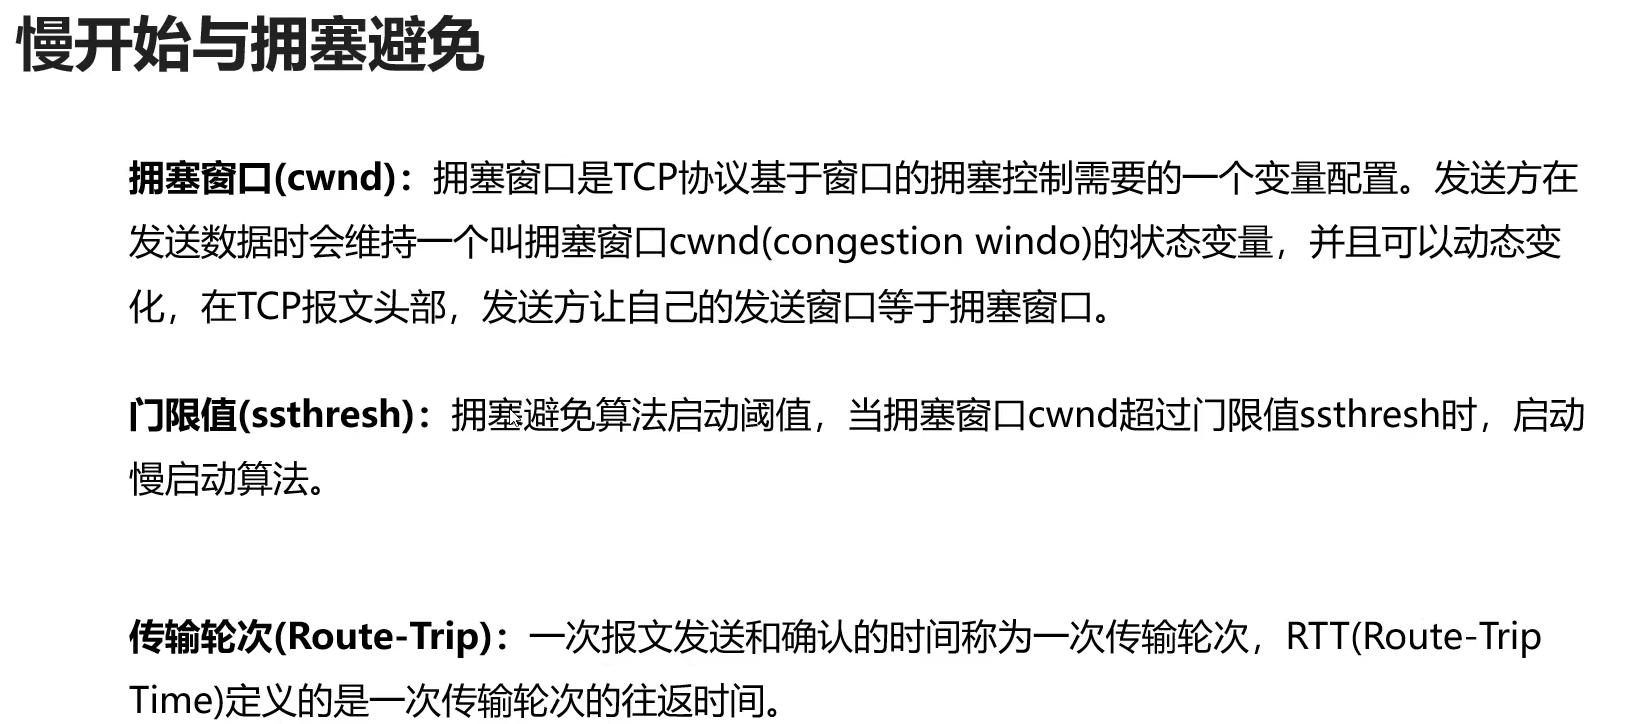 慢开始与拥塞避免
拥塞窗口(cwnd)：拥塞窗口是TCP协议基于窗口的拥塞控制需要的一个变量配置。发送方在
发送数据时会维持一个叫拥塞窗口cwnd(congestion windo)的状态变量，并且可以动态变
化，在TCP报文头部，发送方让自己的发送窗口等于拥塞窗口。
门限值(ssthresh)：拥塞避免算法启动阈值，当拥塞窗口cwnd超过门限值ssthresh时，启动
慢启动算法。
传输轮次(Route-Trip)：一次报文发送和确认的时间称为一次传输轮次，RTT(Route-Trip
Time)定义的是一次传输轮次的往返时间。